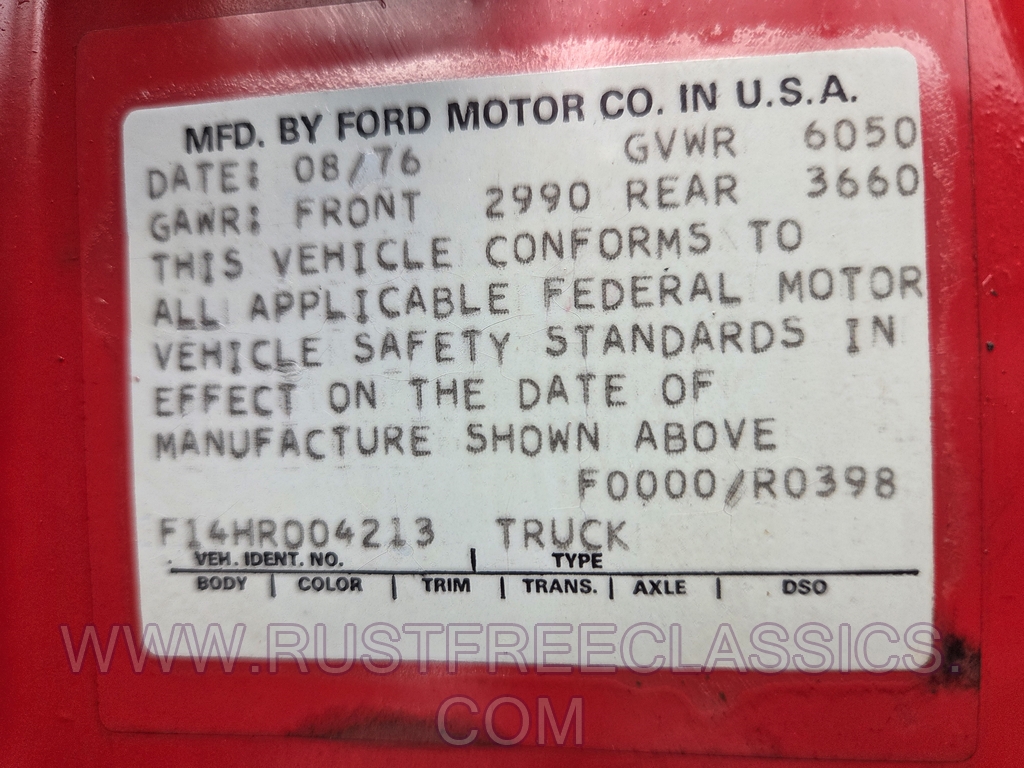 MFD. BY FORD MOTOR CO. IN U.S.A.
DATE: 08/76 GVWR 6050
GAWR: FRONT 2990 REAR 3660
THIS VEHICLE CONFORMS TO
ALL APPLICABLE FEDERAL MOTOR
VEHICLE SAFETY STANDARDS IN
EFFECT ON THE DATE OF
MANUFACTURE SHOWN ABOVE
F0000/R0398
F14HRD04213 TRUCK
VEH. IDENT. NO. | TYPE
BODY | COLOR | TRIM | TRANS. | AXLE | DSO
WWW.RUSTFREECLASSICS.
COM